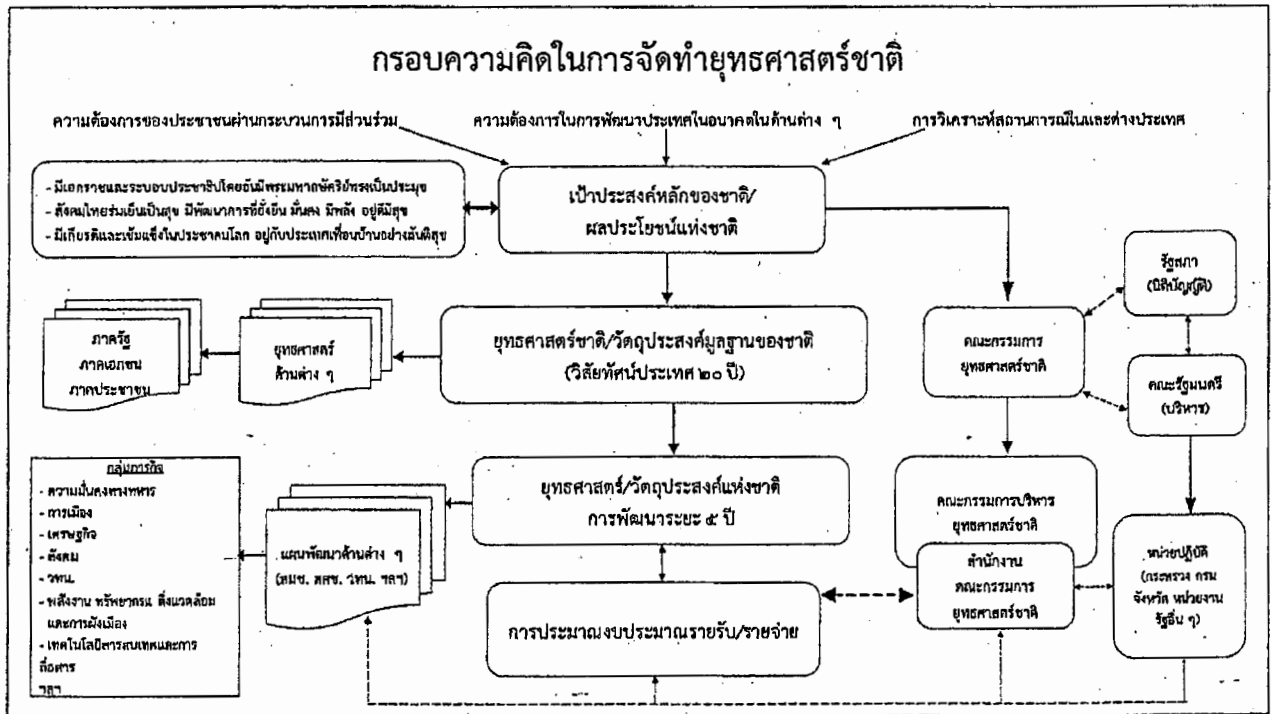 กรอบความคิดในการจัดทำยุทธศาสตร์ชาติ
ความต้องการของประชาชนผ่านกระบวนการมีส่วนร่วม
ความต้องการในการพัฒนาประเทศในอนาคตในด้านต่าง ๆ
การวิเคราะห์สถานการณ์ในและต่างประเทศ
- มีเอกราชและระบอบประชาธิปไตยอันมีพระมหากษัตริย์ทรงเป็นประมุข
- สังคมไทยร่มเย็นเป็นสุข มีพัฒนาการที่ยั่งยืน มั่นคง มีพลัง อยู่ดีมีสุข
- มีเกียรติและเข้มแข็งในประชาคมโลก อยู่กับประเทศเพื่อนบ้านอย่างสันติสุข
เป้าประสงค์หลักของชาติ/
ผลประโยชน์แห่งชาติ
รัฐสภา
(นิติบัญญัติ)
ภาครัฐ
ภาคเอกชน
ภาคประชาชน
ยุทธศาสตร์
ด้านต่าง ๆ
ยุทธศาสตร์ชาติ/วัตถุประสงค์มูลฐานของชาติ
(วิสัยทัศน์ประเทศ ๒๐ ปี)
คณะกรรมการ
ยุทธศาสตร์ชาติ
คณะรัฐมนตรี
(บริหาร)
กลุ่มภารกิจ
- ความมั่นคงทางทหาร
- การเมือง
- เศรษฐกิจ
- สังคม
- วทน.
- พลังงาน ทรัพยากร สิ่งแวดล้อม
และการผังเมือง
- เทคโนโลยีสารสนเทศและการ
สื่อสาร
ฯลฯ
แผนพัฒนาด้านต่าง ๆ
(สมช. สศช. วทน. ฯลฯ)
ยุทธศาสตร์/วัตถุประสงค์แห่งชาติ
การพัฒนาระยะ ๕ ปี
การประมาณงบประมาณรายรับ/รายจ่าย
คณะกรรมการบริหาร
ยุทธศาสตร์ชาติ
สำนักงาน
คณะกรรมการ
ยุทธศาสตร์ชาติ
หน่วยปฏิบัติ
(กระทรวง กรม
จังหวัด หน่วยงาน
รัฐอื่น ๆ)